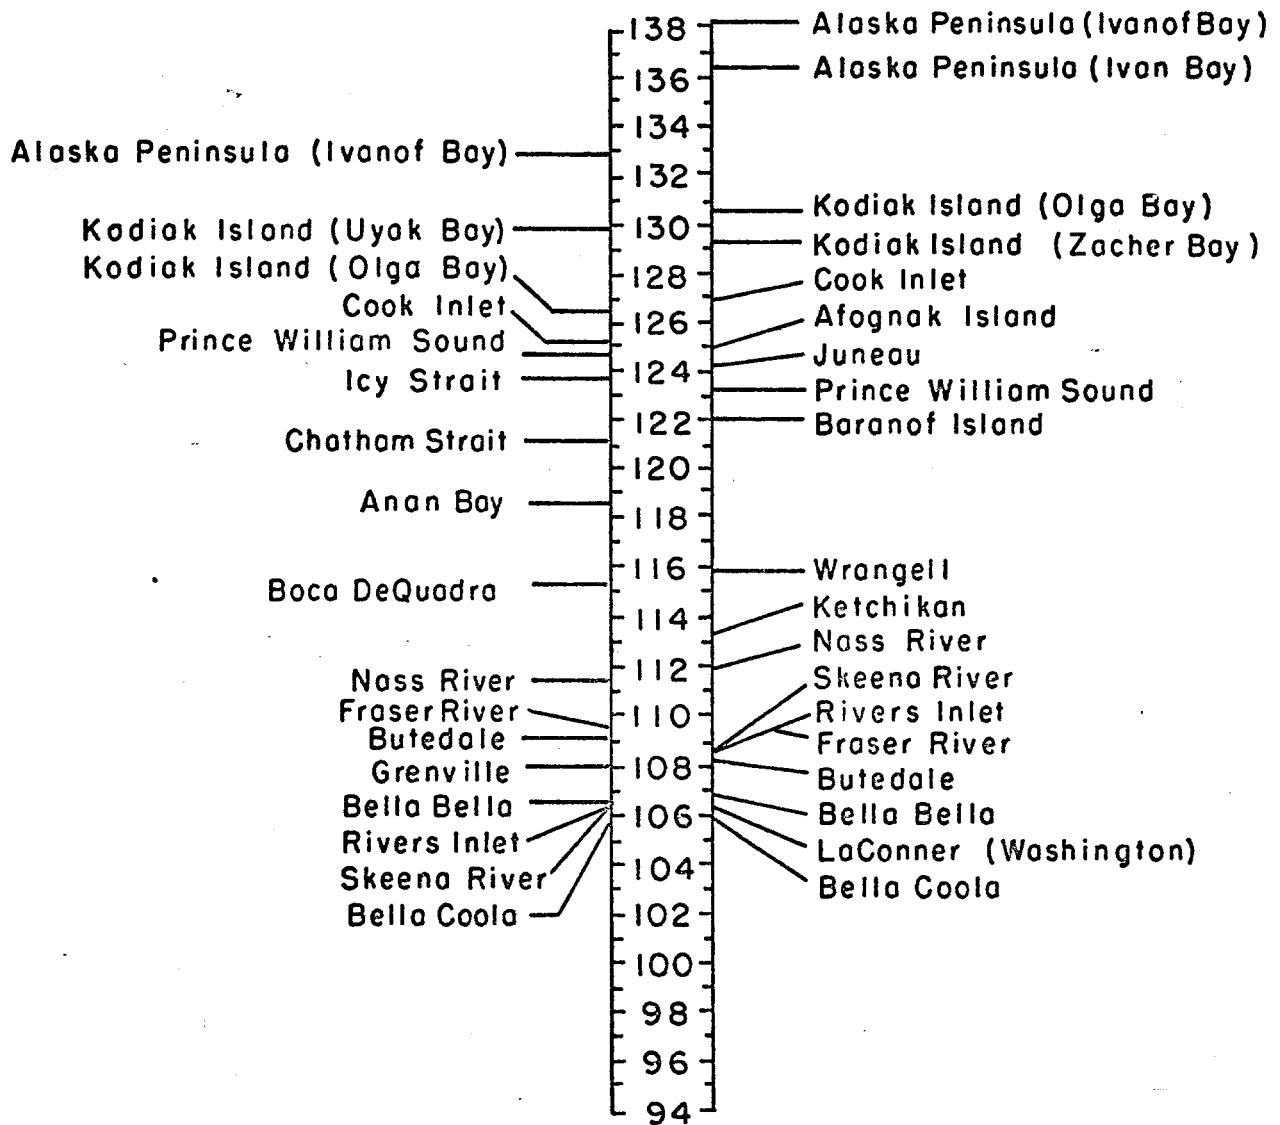 138 Alaska Peninsula (Ivanof Bay)
136 Alaska Peninsula (Ivan Bay)
134
Alaska Peninsula (Ivanof Bay)
132
Kodiak Island (Olga Bay)
Kodiak Island (Uyak Bay) 130
Kodiak Island (Zacher Bay)
Kodiak Island (Olga Bay) 128 Cook Inlet
Cook Inlet 126 Afognak Island
Prince William Sound
Juneau
Icy Strait 124 Prince William Sound
122 Baranof Island
Chatham Strait
120
Anan Bay
118
116 Wrangell
Boca DeQuadra
114 Ketchikan
Nass River
112
Nass River Skeena River
Fraser River 110 Rivers Inlet
Butedale Fraser River
Grenville 108 Butedale
Bella Bella 106 Bella Bella
Rivers Inlet LaConner (Washington)
Skeena River 104 Bella Coola
Bella Coola 102
100
98
96
94